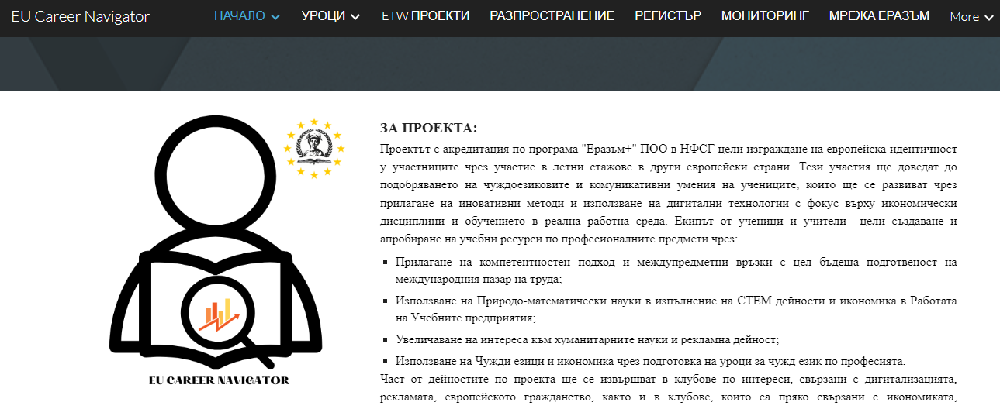 EU Career Navigator
НАЧАЛО
УРОЦИ
ETW ПРОЕКТИ
РАЗПРОСТРАНЕНИЕ
РЕГИСТЪР
МОНИТОРИНГ
МРЕЖА ЕРАЗЪМ
More
EU CAREER NAVIGATOR
ЗА ПРОЕКТА:
Проектът с акредитация по програма "Еразъм+" ПОО в НФСГ цели изграждане на европейска идентичност
у участниците чрез участие в летни стажове в други европейски страни. Тези участия ще доведат до
подобряването на чуждоезиковите и комуникативни умения на учениците, които ще се развиват чрез
прилагане на иновативни методи и използване на дигитални технологии с фокус върху икономически
дисциплини и обучението в реална работна среда. Екипът от ученици и учители цели създаване и
апробиране на учебни ресурси по професионалните предмети чрез:
Прилагане на компетентностен подход и междупредметни връзки с цел бъдеща подготвеност на
международния пазар на труда;
Използване на Природо-математически науки в изпълнение на СТЕМ дейности и икономика в Работата
на Учебните предприятия;
Увеличаване на интереса към хуманитарните науки и рекламна дейност;
Използване на Чужди езици и икономика чрез подготовка на уроци за чужд език по професията.
Част от дейностите по проекта ще се извършват в клубове по интереси, свързани с дигитализацията,
рекламата, европейското гражданство, както и в клубове, които са пряко свързани с икономиката,